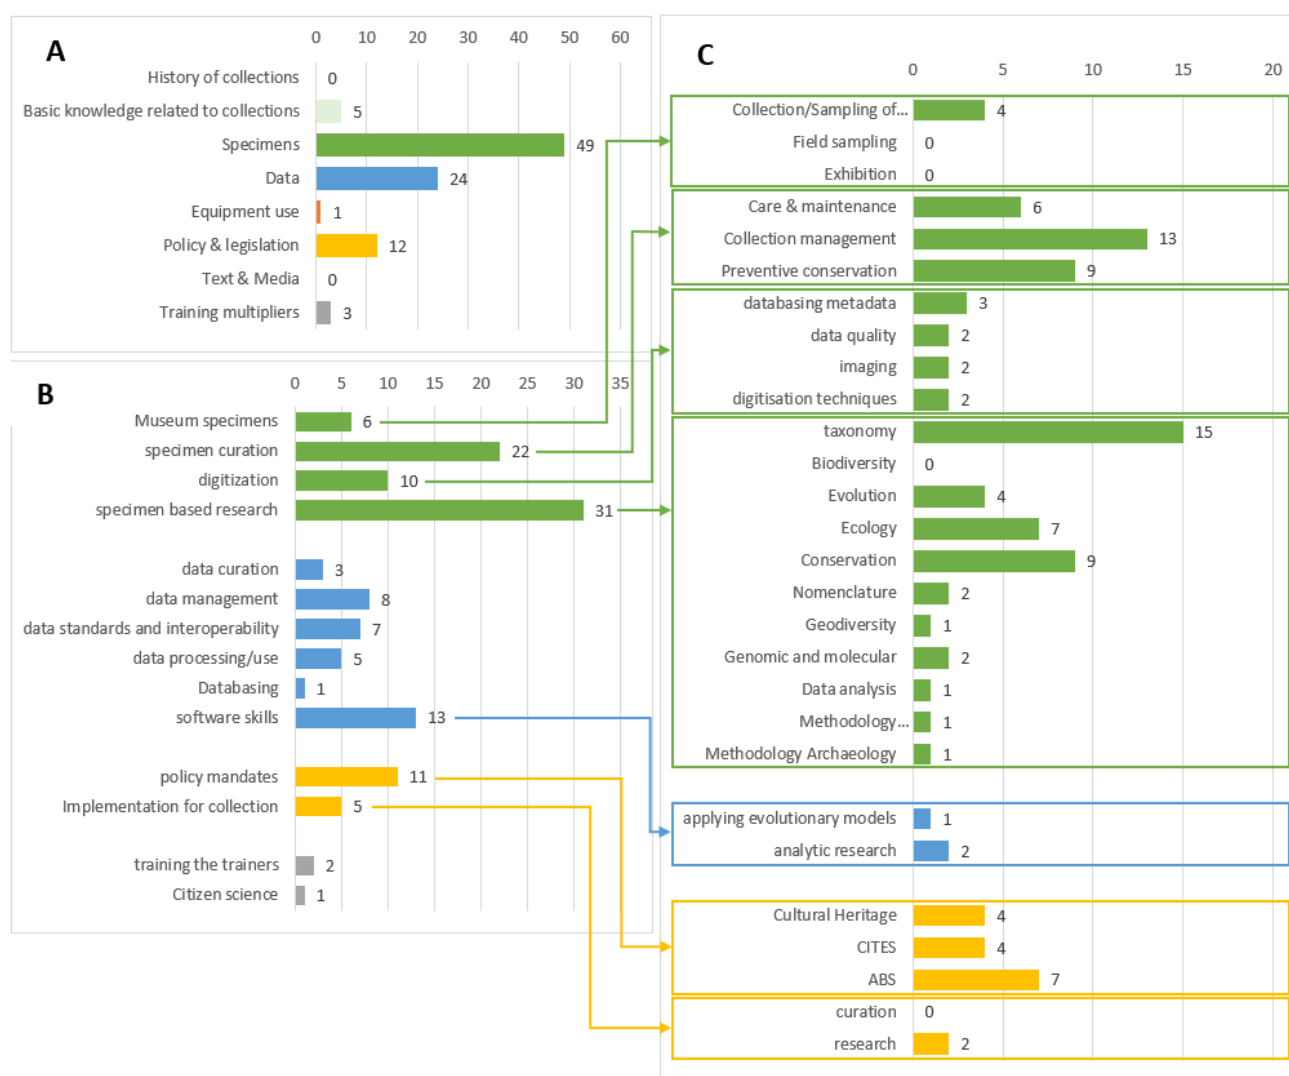 A
0 10 20 30 40 50 60
History of collections 0
Basic knowledge related to collections 5
Specimens 49
Data 24
Equipment use 1
Policy & legislation 12
Text & Media 0
Training multipliers 3
B
0 5 10 15 20 25 30 35
Museum specimens 6
specimen curation 22
digitization 10
specimen based research 31
data curation 3
data management 8
data standards and interoperability 7
data processing/use 5
Databasing 1
software skills 13
policy mandates 11
Implementation for collection 5
training the trainers 2
Citizen science 1
C
0 5 10 15 20
Collection/Sampling of... 4
Field sampling 0
Exhibition 0
Care & maintenance 6
Collection management 13
Preventive conservation 9
databasing metadata 3
data quality 2
imaging 2
digitisation techniques 2
taxonomy 15
Biodiversity 0
Evolution 4
Ecology 7
Conservation 9
Nomenclature 2
Geodiversity 1
Genomic and molecular 2
Data analysis 1
Methodology... 1
Methodology Archaeology 1
applying evolutionary models 1
analytic research 2
Cultural Heritage 4
CITES 4
ABS 7
curation 0
research 2